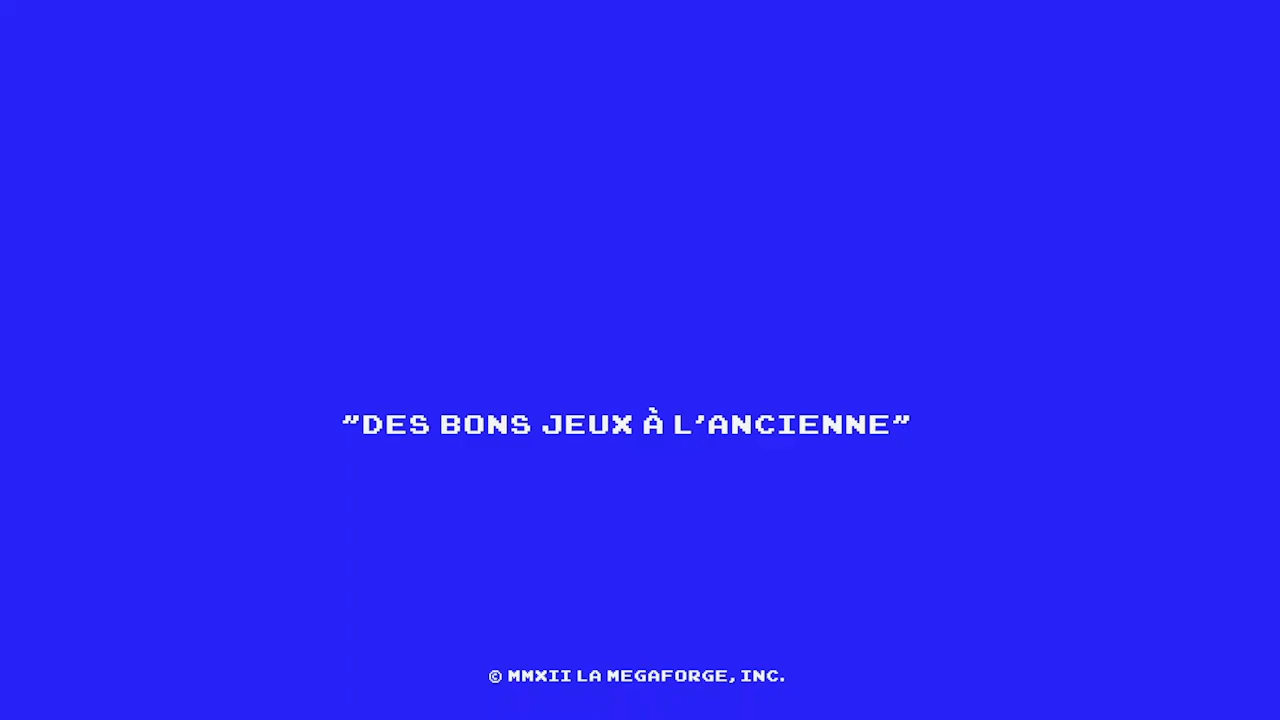 "DES BONS JEUX À L'ANCIENNE"
© MMXII LA MEGAFORGE, INC.